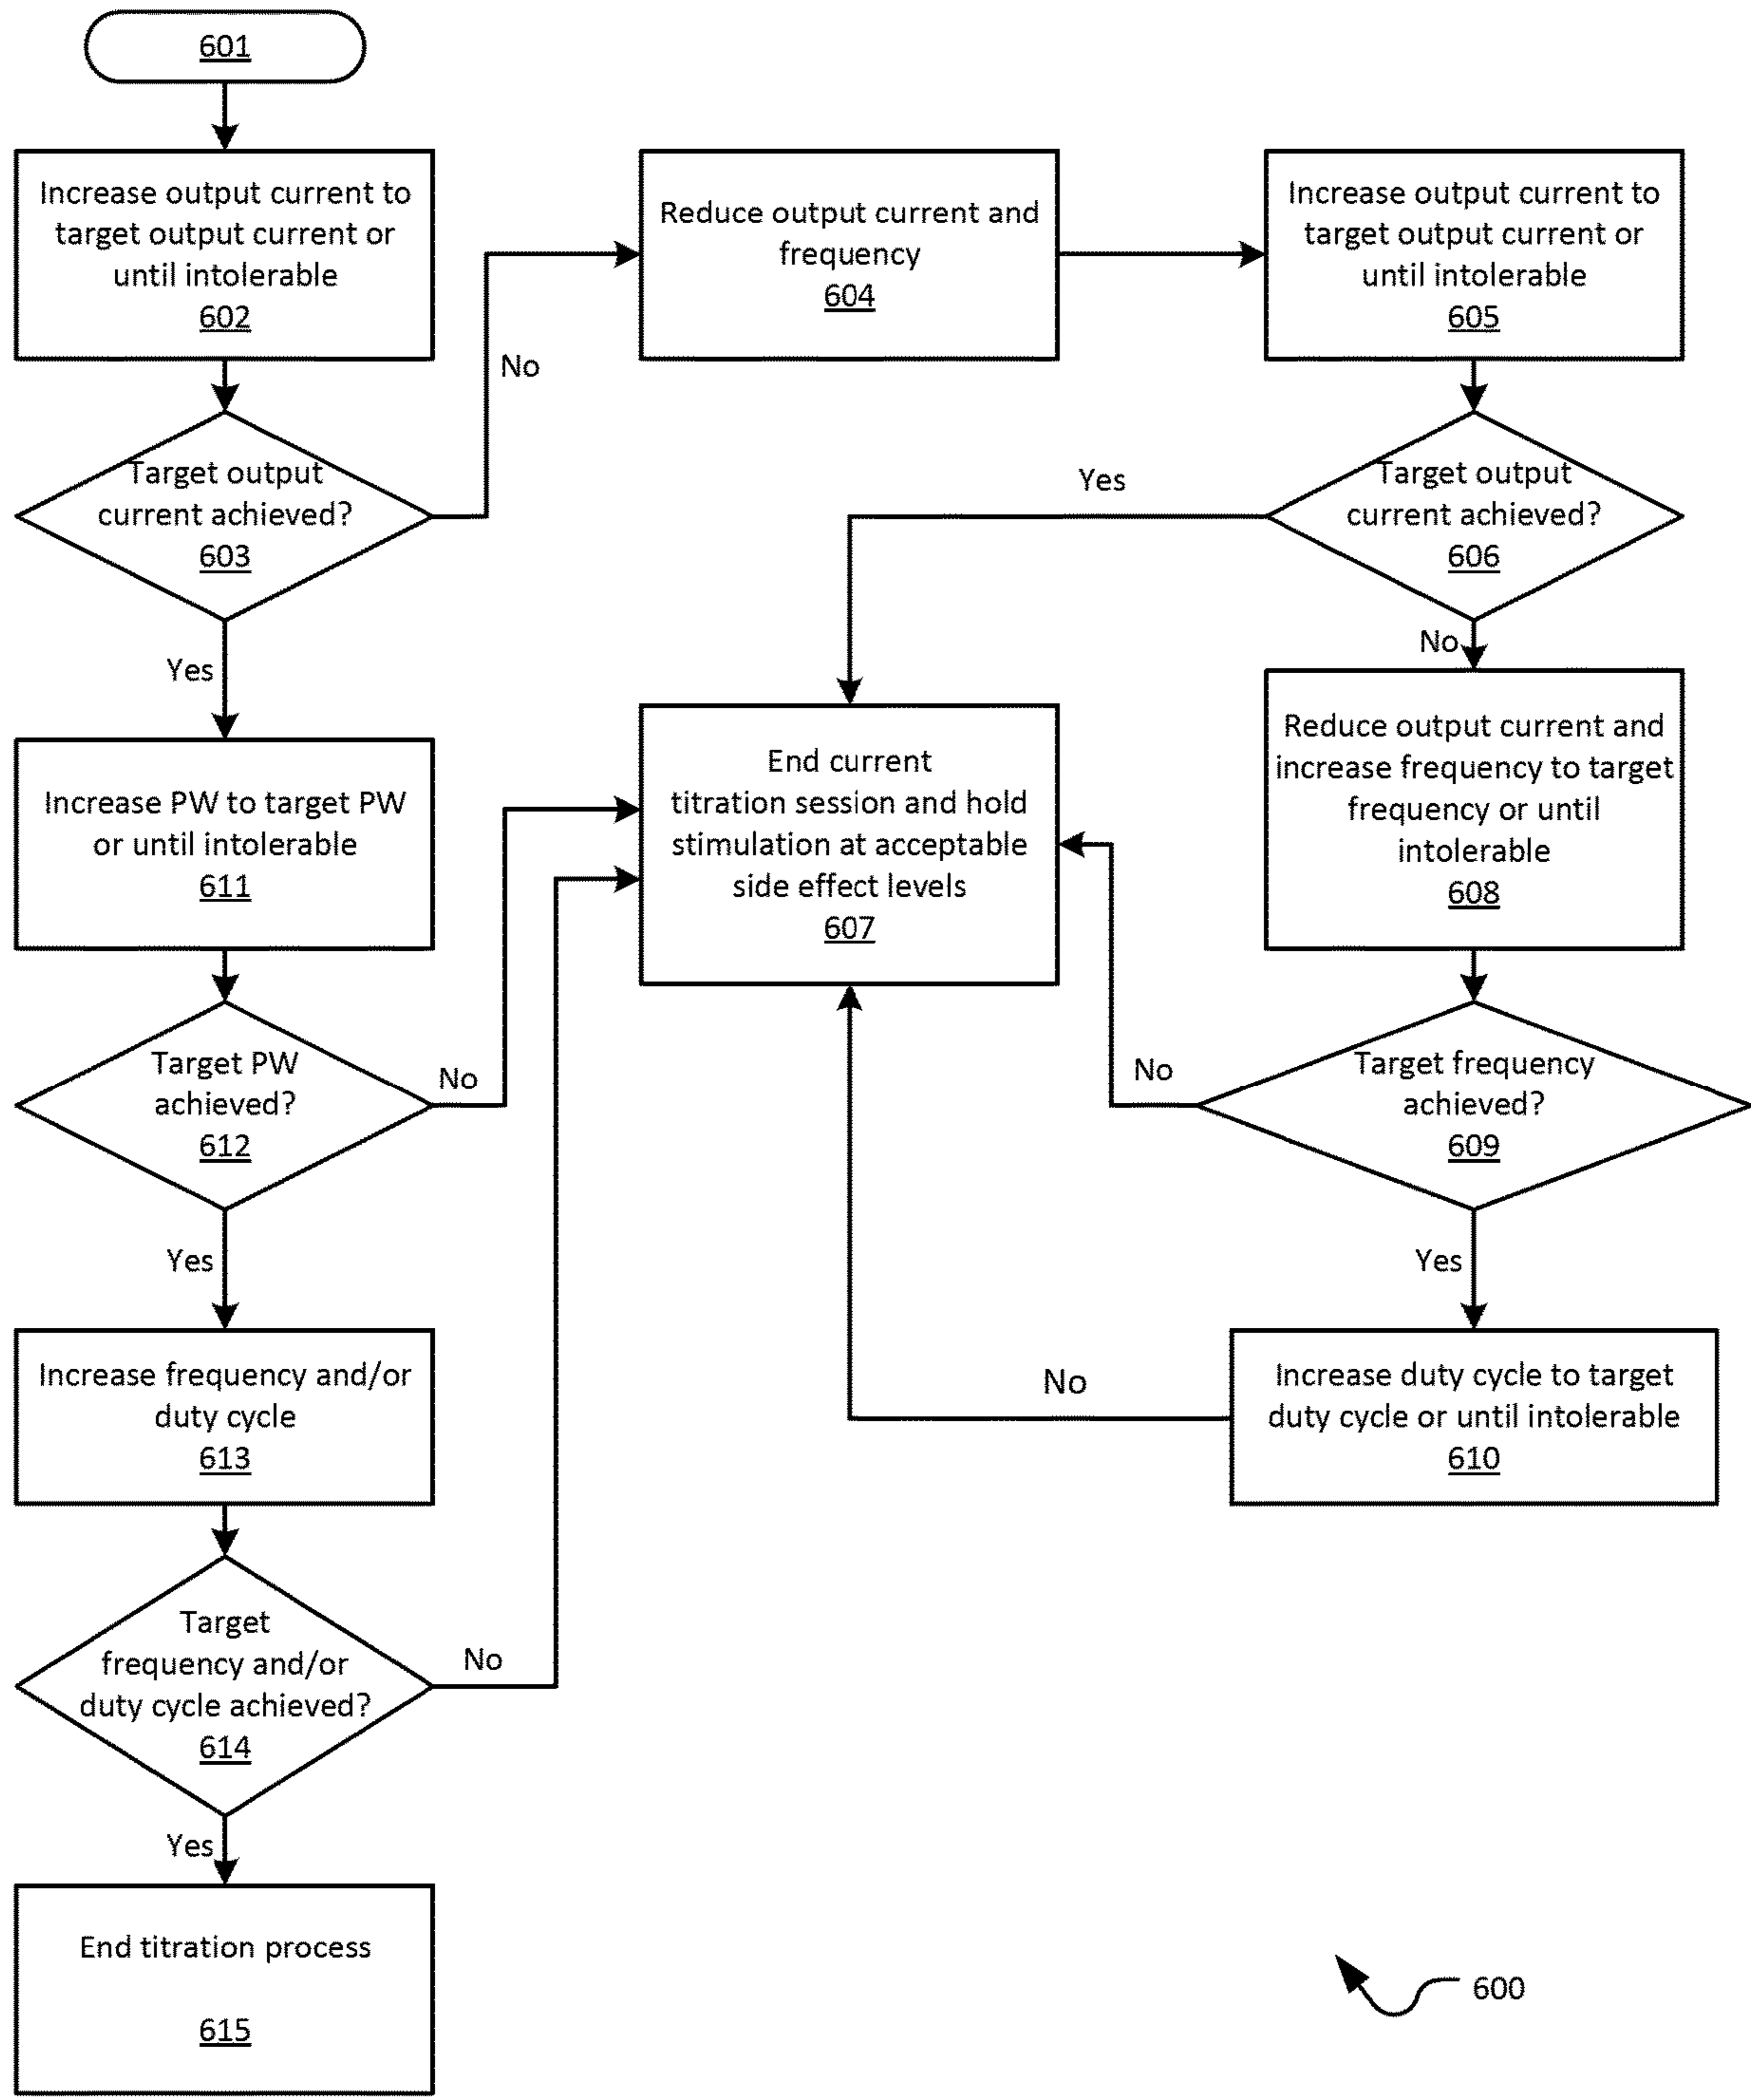 601
Increase output current to
target output current or
until intolerable
602
Target output
current achieved?
603
No
Yes
Reduce output current and
frequency
604
Increase output current to
target output current or
until intolerable
605
Target output
current achieved?
606
Yes
No
End current
titration session and hold
stimulation at acceptable
side effect levels
607
Reduce output current and
increase frequency to target
frequency or until
intolerable
608
Target frequency
achieved?
609
No
Yes
Increase duty cycle to target
duty cycle or until intolerable
610
No
Increase PW to target PW
or until intolerable
611
Target PW
achieved?
612
No
Yes
Increase frequency and/or
duty cycle
613
Target
frequency and/or
duty cycle achieved?
614
No
Yes
End titration process
615
600